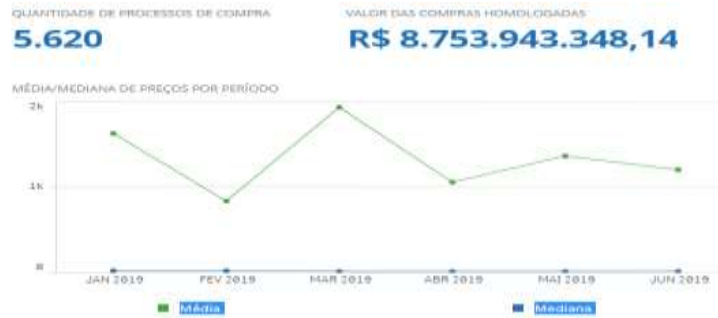 QUANTIDADE DE PROCESSOS DE COMPRA
5.620
VALOR DAS COMPRAS HOMOLOGADAS
R$ 8.753.943.348,14
MÉDIA/MEDIANA DE PREÇOS POR PERÍODO
2k
1k
0
JAN 2019 FEV 2019 MAR 2019 ABR 2019 MAI 2019 JUN 2019
Média Mediana